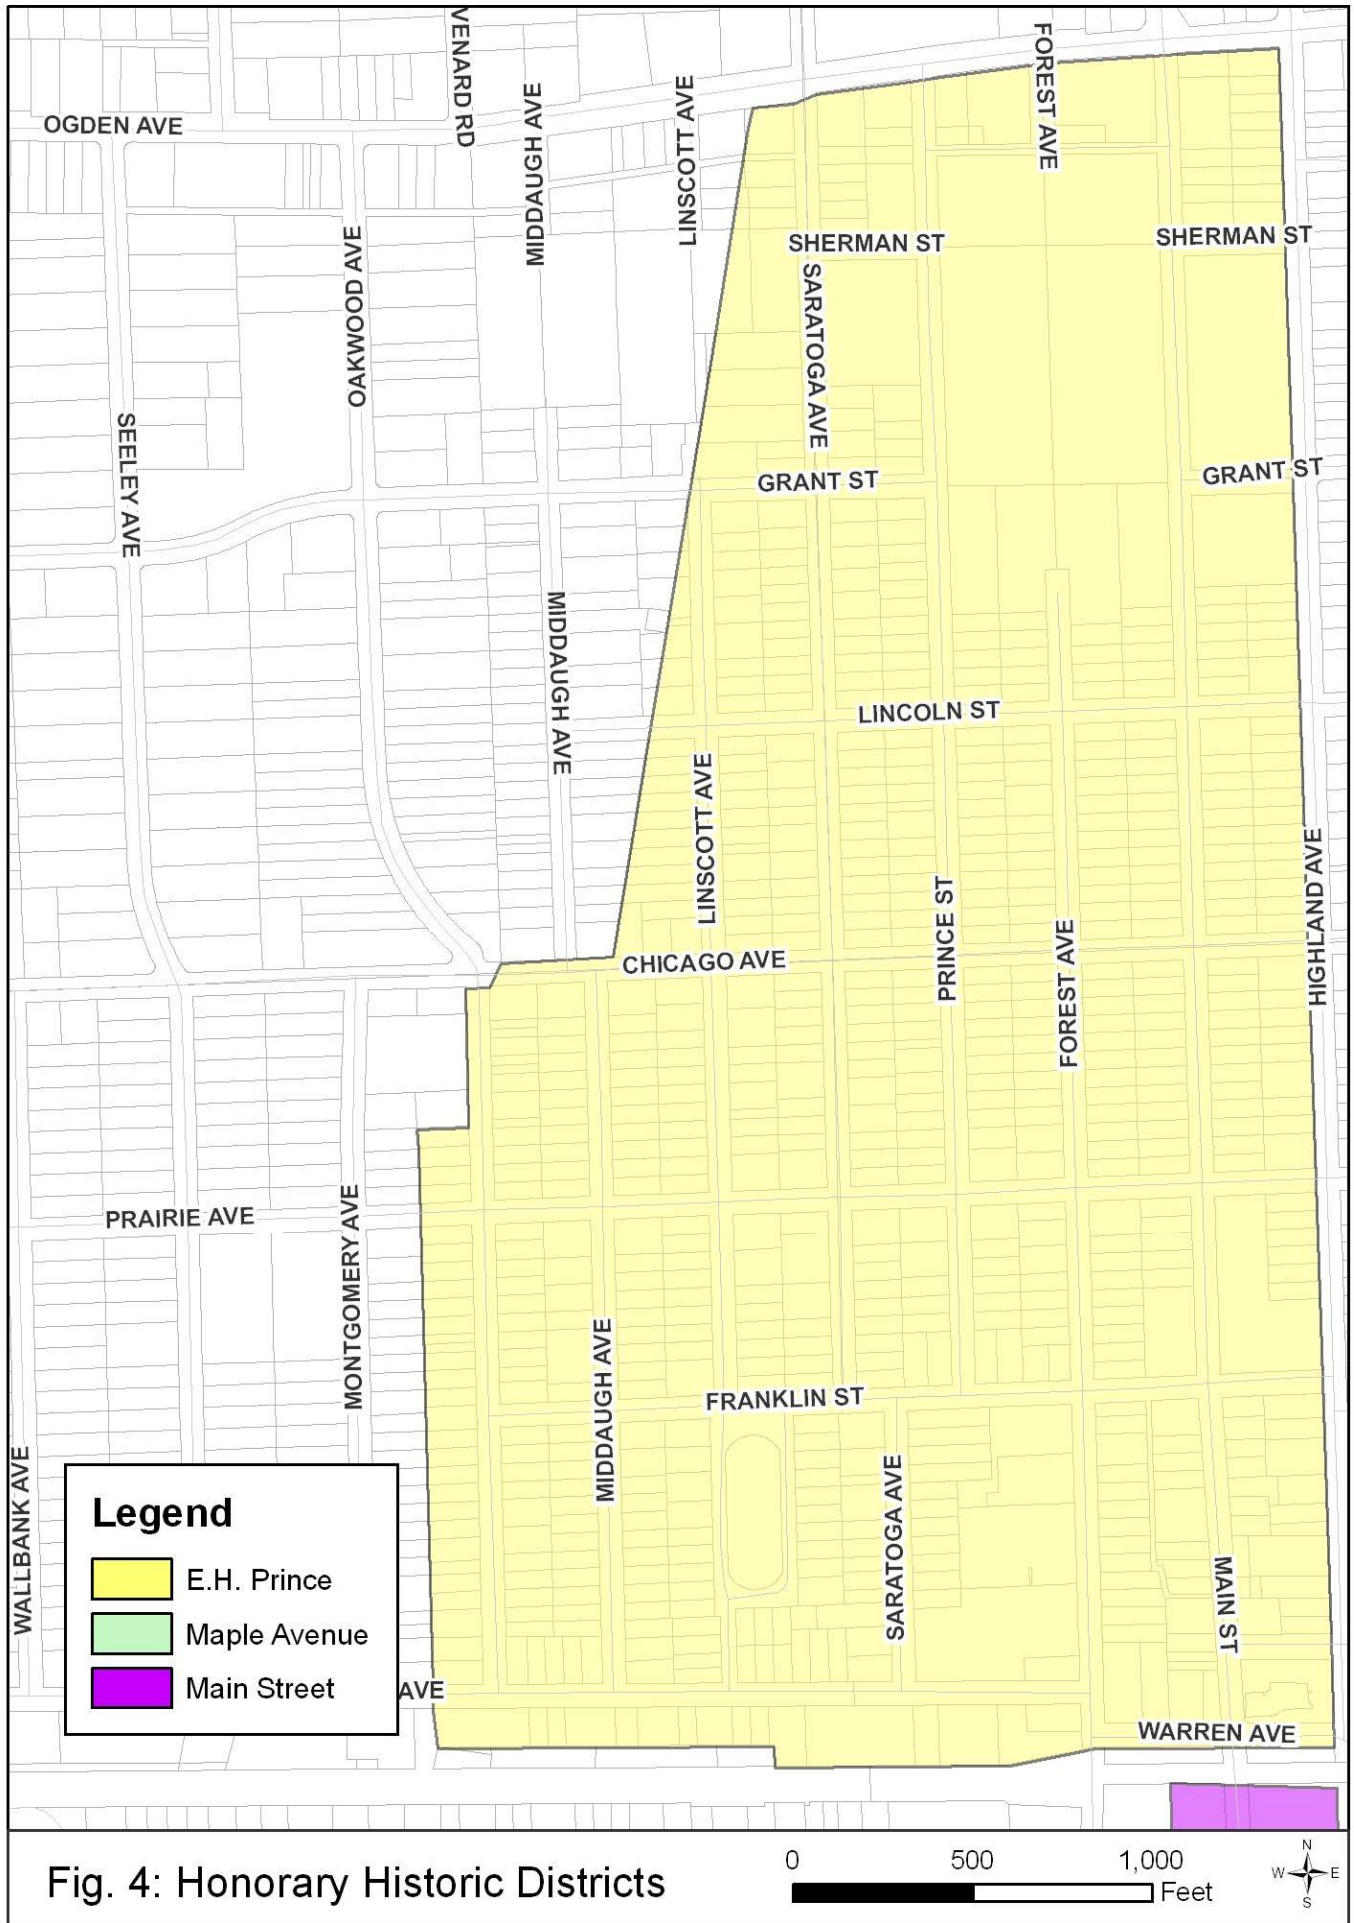 VENARD RD
FOREST AVE
OGDEN AVE
MIDDAUGH AVE
LINSCOTT AVE
OAKWOOD AVE
SHERMAN ST
SHERMAN ST
SARATOGA AVE
SEELEY AVE
GRANT ST
GRANT ST
MIDDAUGH AVE
LINCOLN ST
LINSCOTT AVE
HIGHLAND AVE
PRINCE ST
FOREST AVE
CHICAGO AVE
PRAIRIE AVE
MONTGOMERY AVE
MIDDAUGH AVE
FRANKLIN ST
WALLBANK AVE
SARATOGA AVE
MAIN ST
Legend
E.H. Prince
Maple Avenue
Main Street
AVE
WARREN AVE
Fig. 4: Honorary Historic Districts
0 500 1,000
Feet
N
W E
S